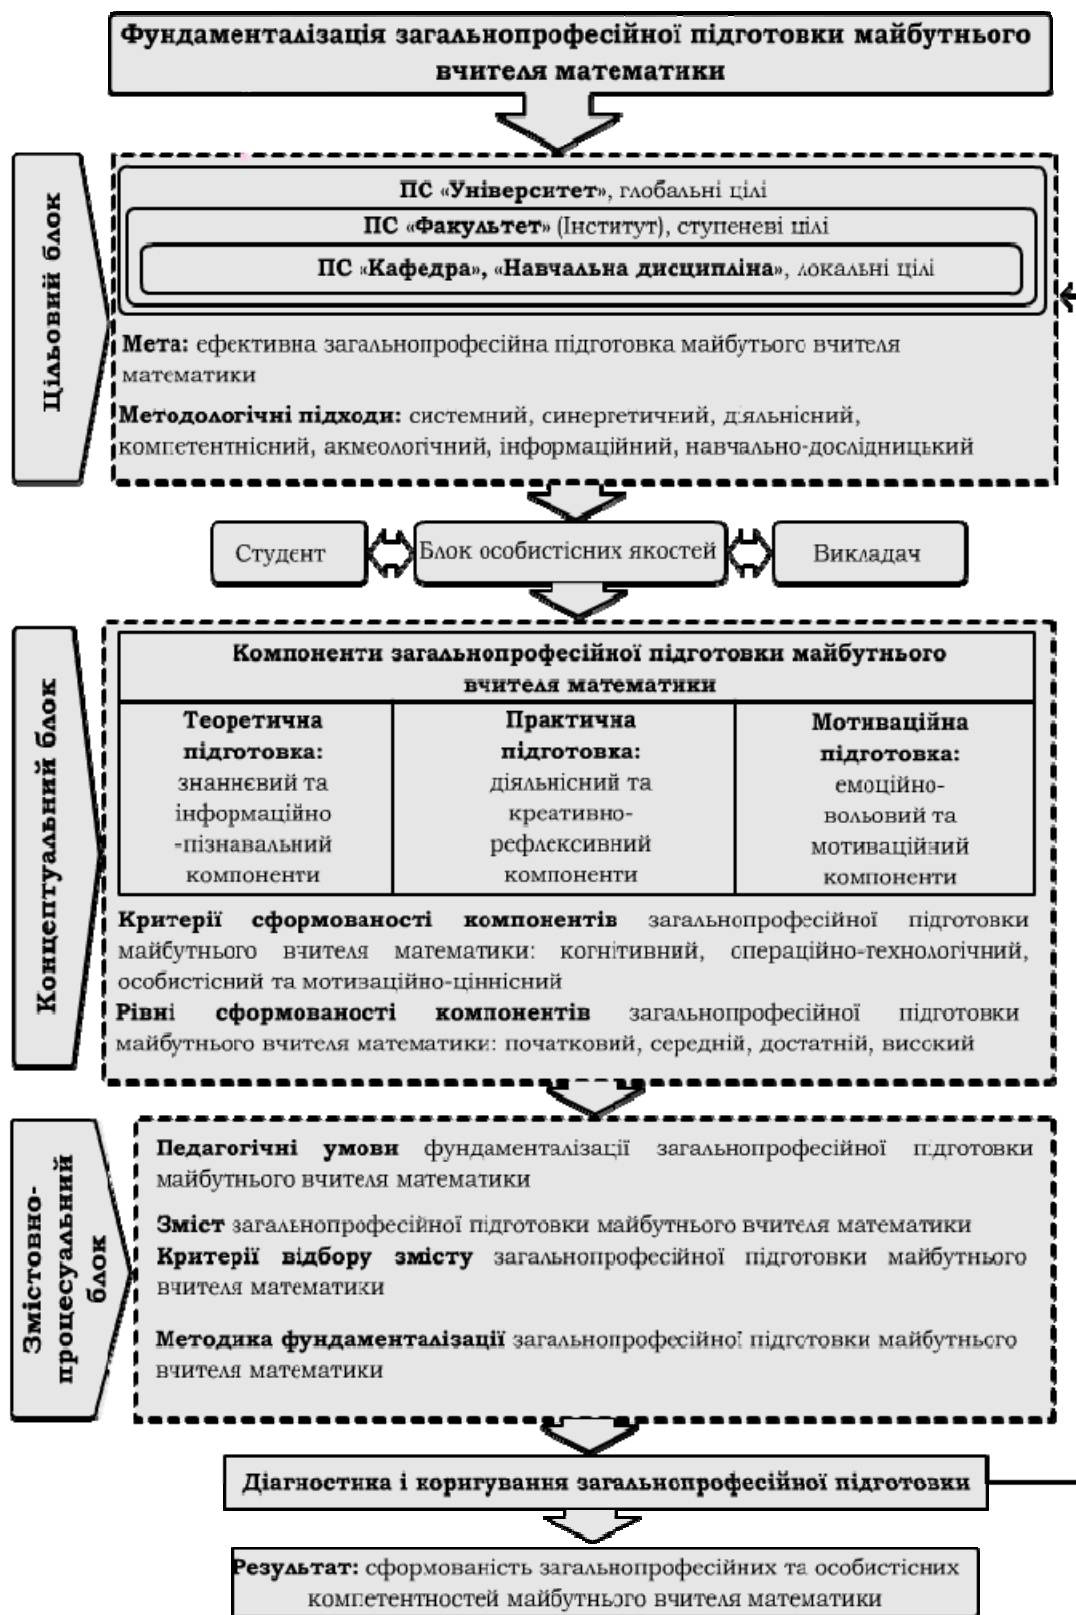 Фундаменталізація загальнопрофесійної підготовки майбутнього
вчителя математики
Цільовий блок
ПС «Університет», глобальні цілі
ПС «Факультет» (Інститут), ступеневі цілі
ПС «Кафедра», «Навчальна дисципліна», локальні цілі
Мета: ефективна загальнопрофесійна підготовка майбутього вчителя
математики
Методологічні підходи: системний, синергетичний, діяльнісний,
компетентнісний, акмеологічний, інформаційний, навчально-дослідницький
Студент
Блок особистісних якостей
Викладач
Концептуальний блок
Компоненти загальнопрофесійної підготовки майбутнього
вчителя математики
Теоретична
підготовка:
знаннєвий та
інформаційно
-пізнавальний
компоненти
Практична
підготовка:
діяльнісний та
креативно-
рефлексивний
компоненти
Мотиваційна
підготовка:
емоційно-
вольовий та
мотиваційний
компоненти
Критерії сформованості компонентів загальнопрофесійної підготовки
майбутнього вчителя математики: когнітивний, операційно-технологічний,
особистісний та мотиваційно-ціннісний
Рівні сформованості компонентів загальнопрофесійної підготовки
майбутнього вчителя математики: початковий, середній, достатній, високий
Змістовно-
процесуальний
блок
Педагогічні умови фундаменталізації загальнопрофесійної підготовки
майбутнього вчителя математики
Зміст загальнопрофесійної підготовки майбутнього вчителя математики
Критерії відбору змісту загальнопрофесійної підготовки майбутнього
вчителя математики
Методика фундаменталізації загальнопрофесійної підготовки майбутнього
вчителя математики
Діагностика і коригування загальнопрофесійної підготовки
Результат: сформованість загальнопрофесійних та особистісних
компетентностей майбутнього вчителя математики